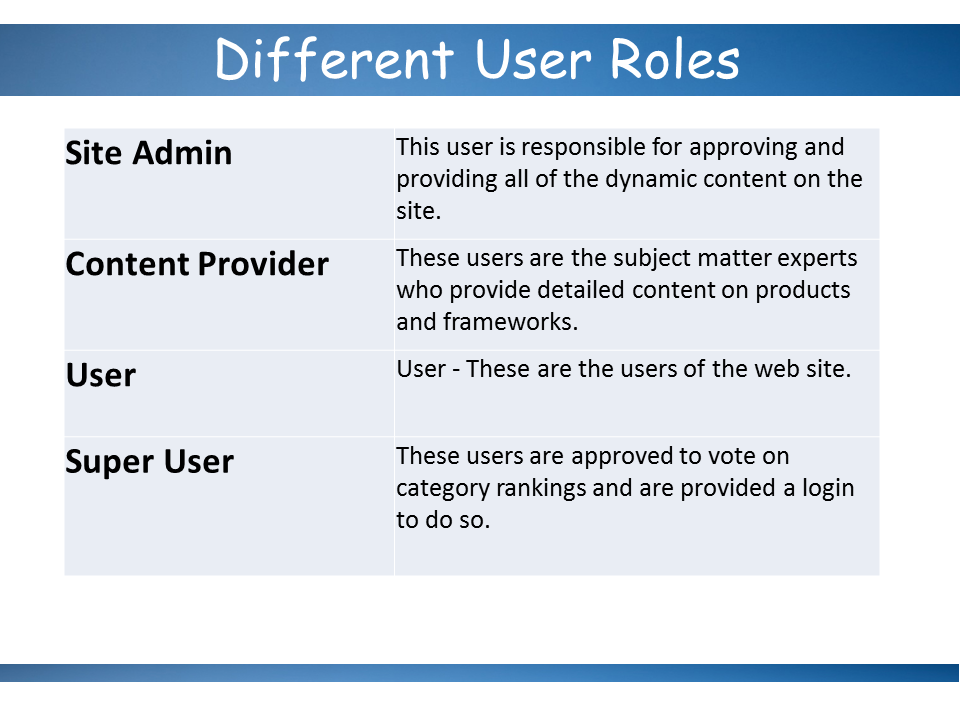 Different User Roles
Site Admin
This user is responsible for approving and
providing all of the dynamic content on the
site.
Content Provider
These users are the subject matter experts
who provide detailed content on products
and frameworks.
User
User - These are the users of the web site.
Super User
These users are approved to vote on
category rankings and are provided a login
to do so.